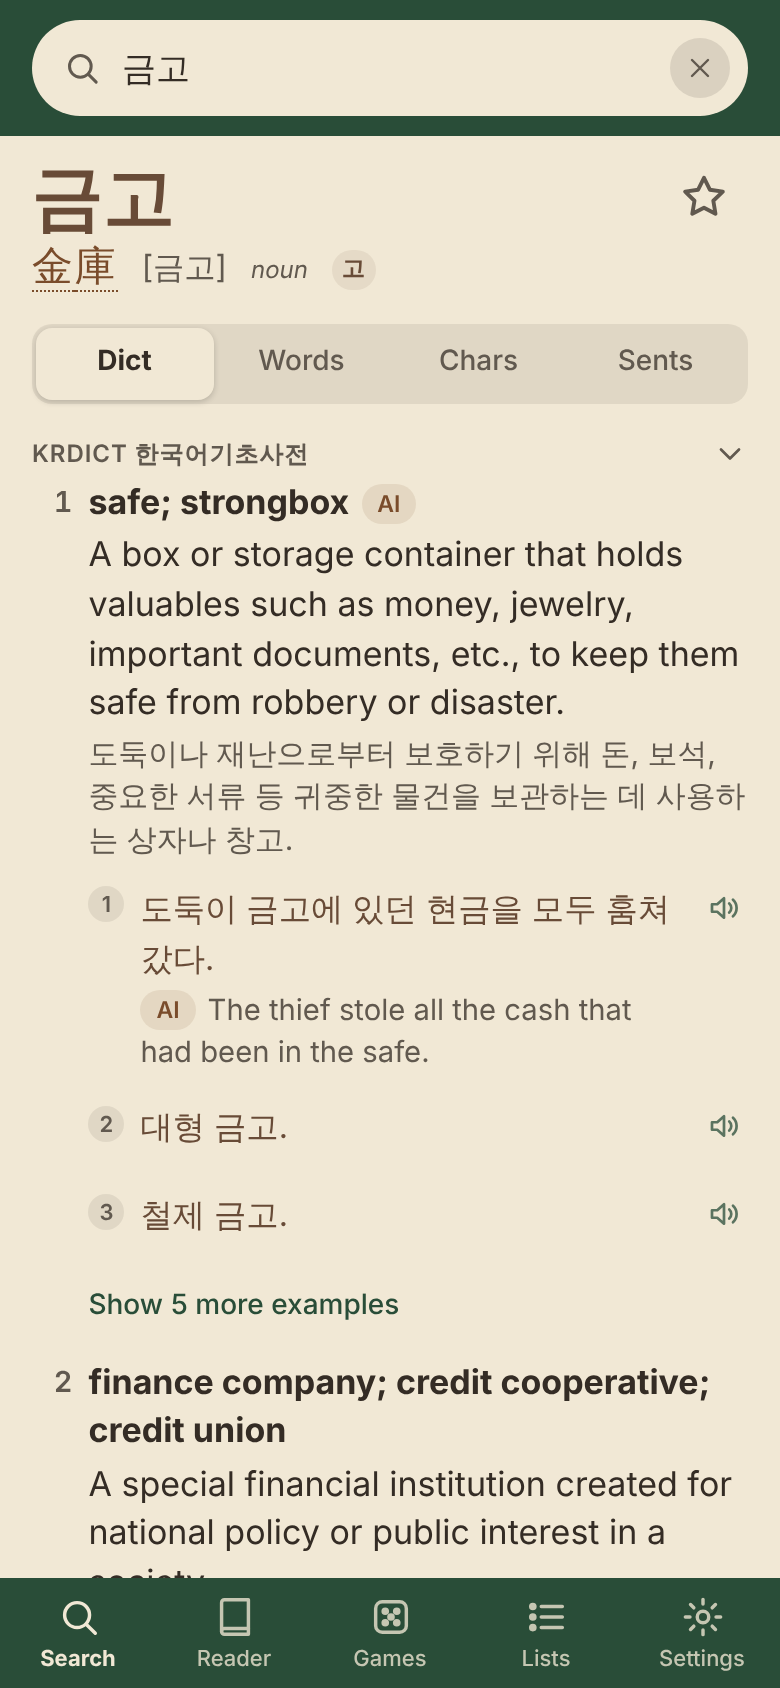 금고
금고
金庫 [금고] noun 고
Dict Words Chars Sents
KRDICT 한국어기초사전
1 safe; strongbox AI
A box or storage container that holds
valuables such as money, jewelry,
important documents, etc., to keep them
safe from robbery or disaster.
도둑이나 재난으로부터 보호하기 위해 돈, 보석,
중요한 서류 등 귀중한 물건을 보관하는 데 사용하
는 상자나 창고.
1 도둑이 금고에 있던 현금을 모두 훔쳐
갔다.
AI The thief stole all the cash that
had been in the safe.
2 대형 금고.
3 철제 금고.
Show 5 more examples
2 finance company; credit cooperative;
credit union
A special financial institution created for
national policy or public interest in a
society.
Search Reader Games Lists Settings